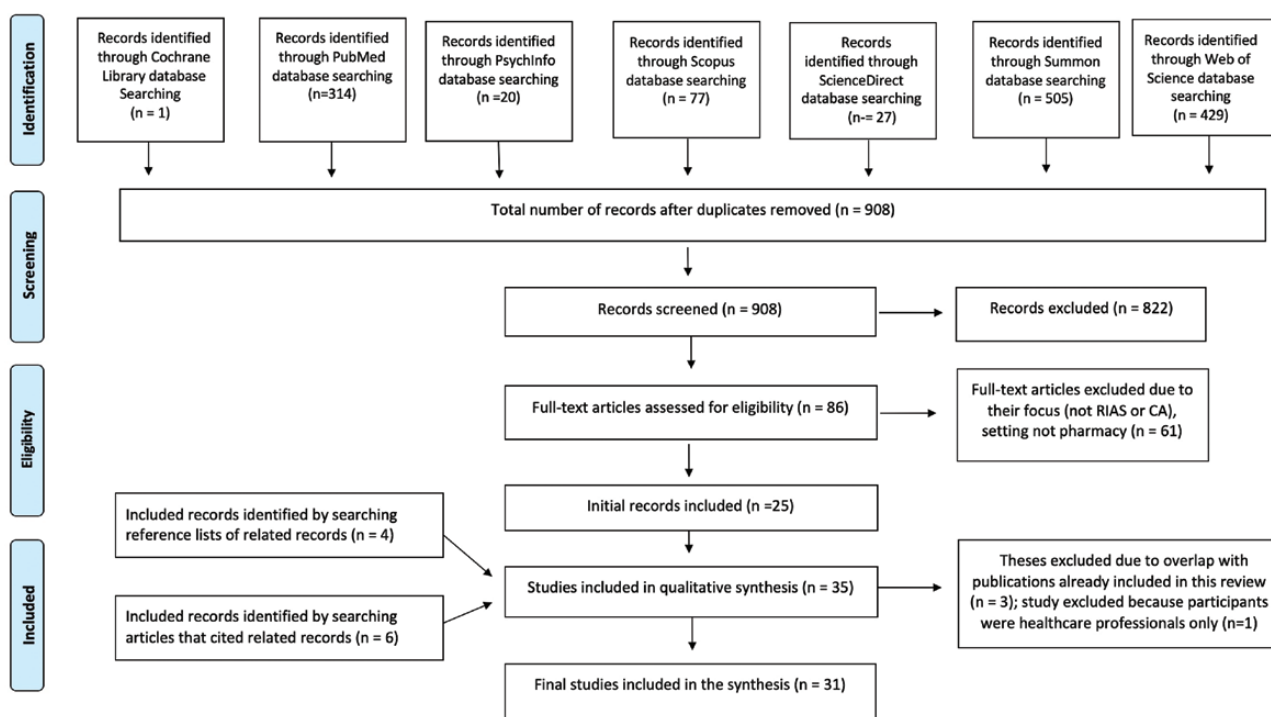 Identification
Records identified
through Cochrane
Library database
Searching
(n = 1)
Records identified
through PubMed
database searching
(n=314)
Records identified
through PsychInfo
database searching
(n =20)
Records identified
through Scopus
database searching
(n = 77)
Records
identified through
ScienceDirect
database searching
(n-= 27)
Records identified
through Summon
database searching
(n = 505)
Records identified
through Web of
Science database
searching
(n = 429)
Screening
Total number of records after duplicates removed (n = 908)
Records screened (n = 908)
Records excluded (n = 822)
Eligibility
Full-text articles assessed for eligibility (n = 86)
Full-text articles excluded due to
their focus (not RIAS or CA),
setting not pharmacy (n = 61)
Initial records included (n =25)
Included
Included records identified by searching
reference lists of related records (n = 4)
Included records identified by searching
articles that cited related records (n = 6)
Studies included in qualitative synthesis (n = 35)
Theses excluded due to overlap with
publications already included in this review
(n = 3); study excluded because participants
were healthcare professionals only (n=1)
Final studies included in the synthesis (n = 31)